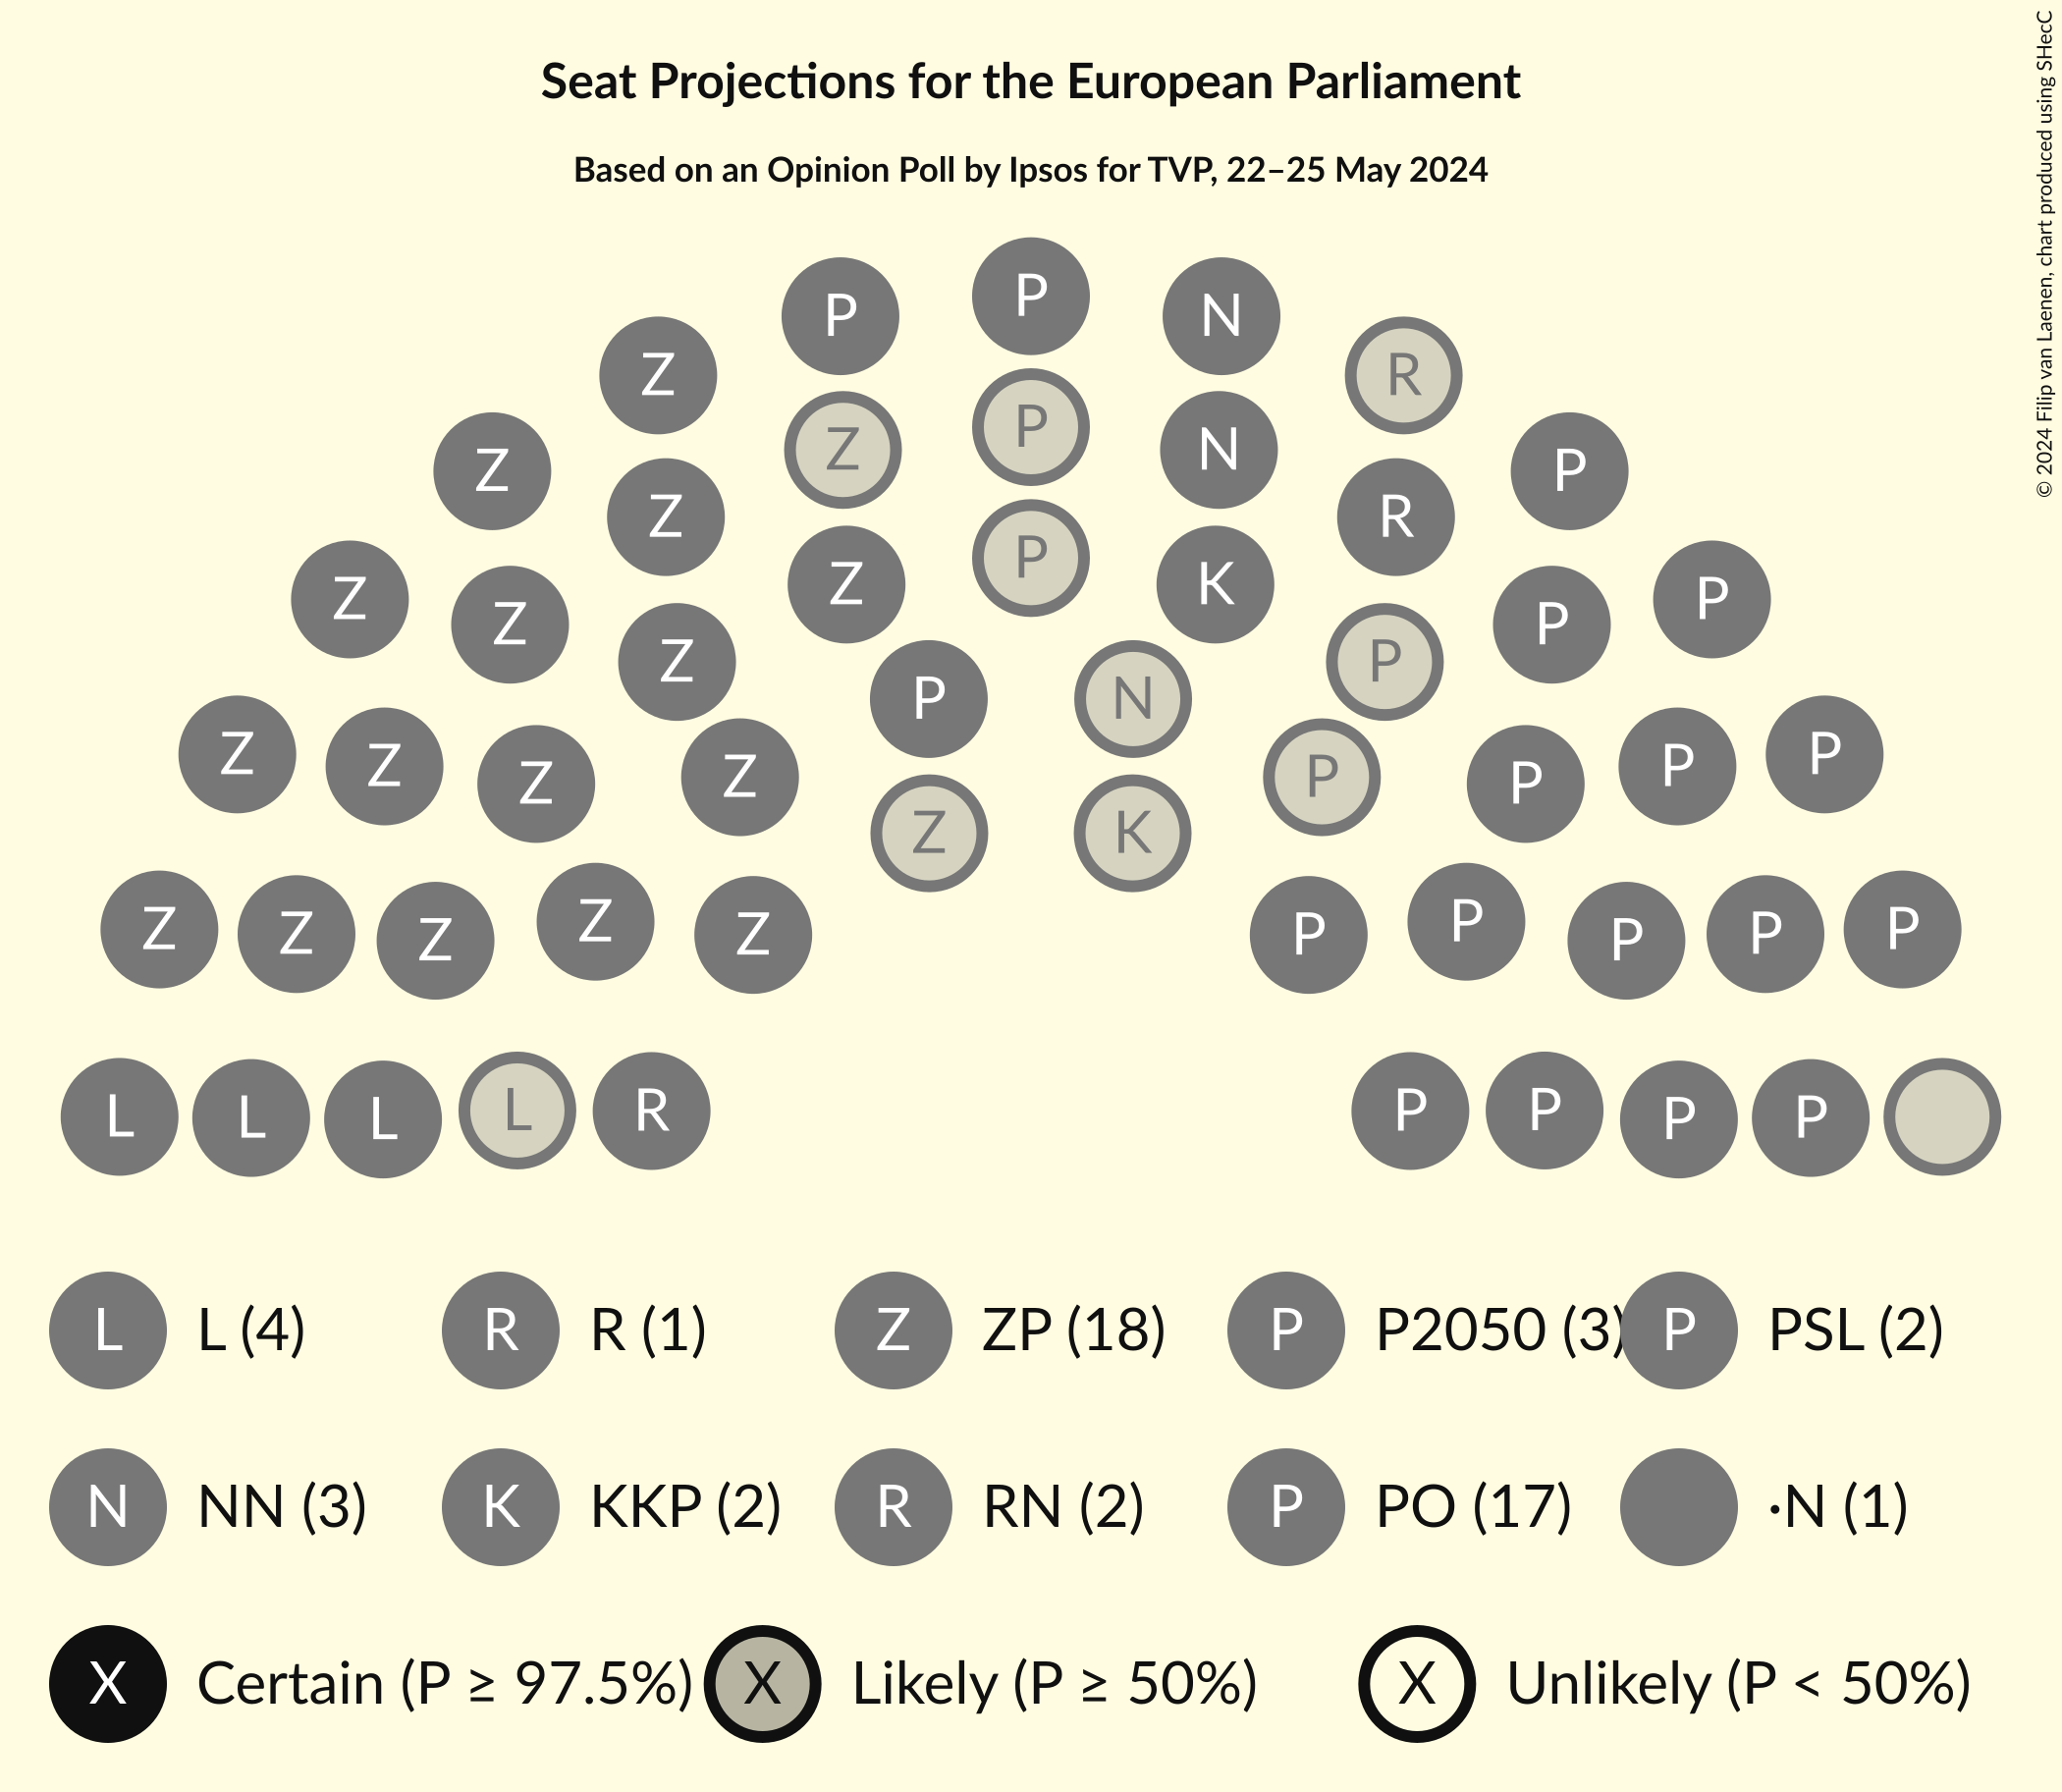 Seat Projections for the European Parliament
Based on an Opinion Poll by Ipsos for TVP, 22–25 May 2024
© 2024 Filip van Laenen, chart produced using SHecC
P
P
N
Z
R
Z
P
N
Z
P
Z
R
P
Z
P
K
Z
P
Z
P
Z
P
P
N
Z
P
Z
P
Z
P
Z
P
Z
K
Z
Z
Z
Z
Z
P
P
P
P
P
L
L
L
L
R
P
P
P
P
L L (4) R R (1) Z ZP (18) P P2050 (3) P PSL (2)
N NN (3) K KKP (2) R RN (2) P PO (17) •N (1)
X Certain (P ≥ 97.5%) X Likely (P ≥ 50%) X Unlikely (P < 50%)